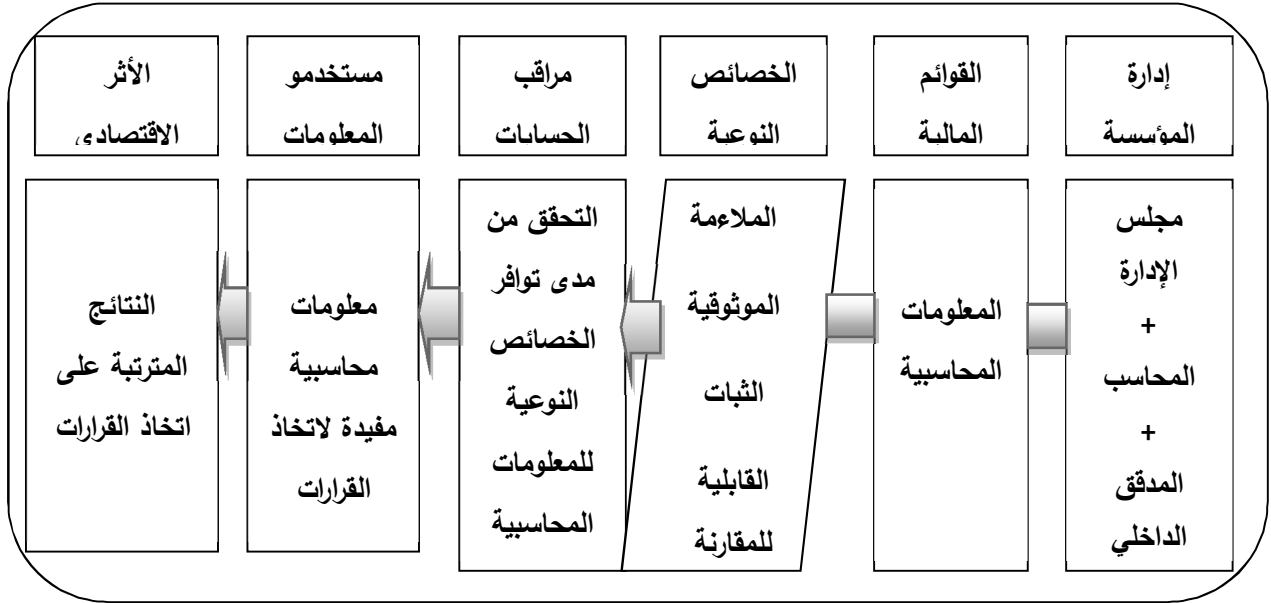 إدارة
المؤسسة
القوائم
المالية
الخصائص
النوعية
مراقب
الحسابات
مستخدمو
المعلومات
الأثر
الاقتصادي
مجلس
الإدارة
+
المحاسب
+
المدقق
الداخلي
المعلومات
المحاسبية
الملاءمة
الموثوقية
الثبات
القابلية
للمقارنة
التحقق من
مدى توافر
الخصائص
النوعية
للمعلومات
المحاسبية
معلومات
محاسبية
مفيدة لاتخاذ
القرارات
النتائج
المترتبة على
اتخاذ القرارات